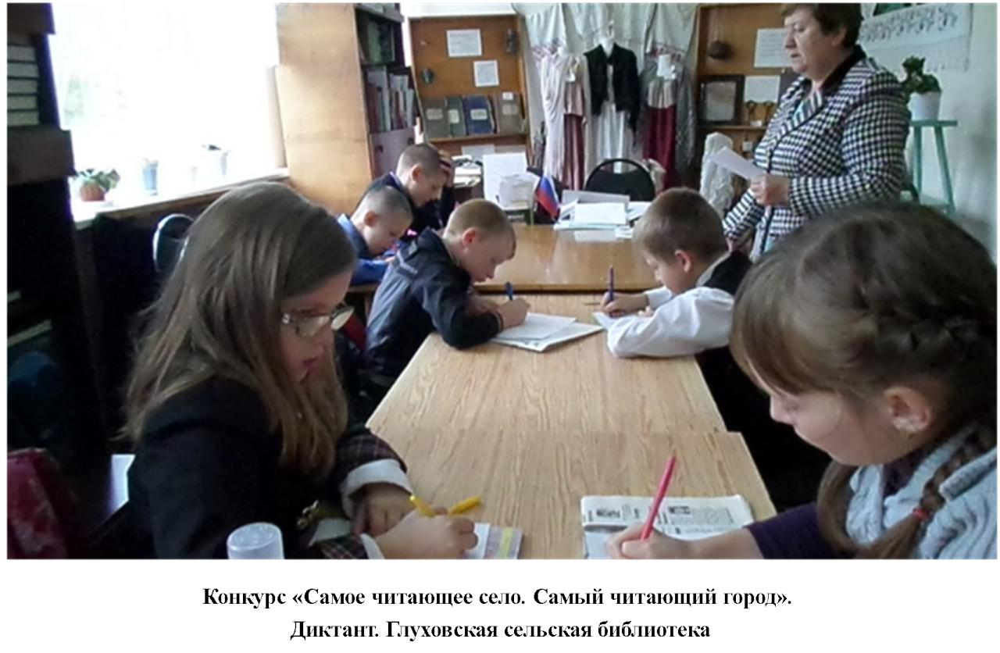 Конкурс «Самое читающее село. Самый читающий город».
Диктант. Глуховская сельская библиотека